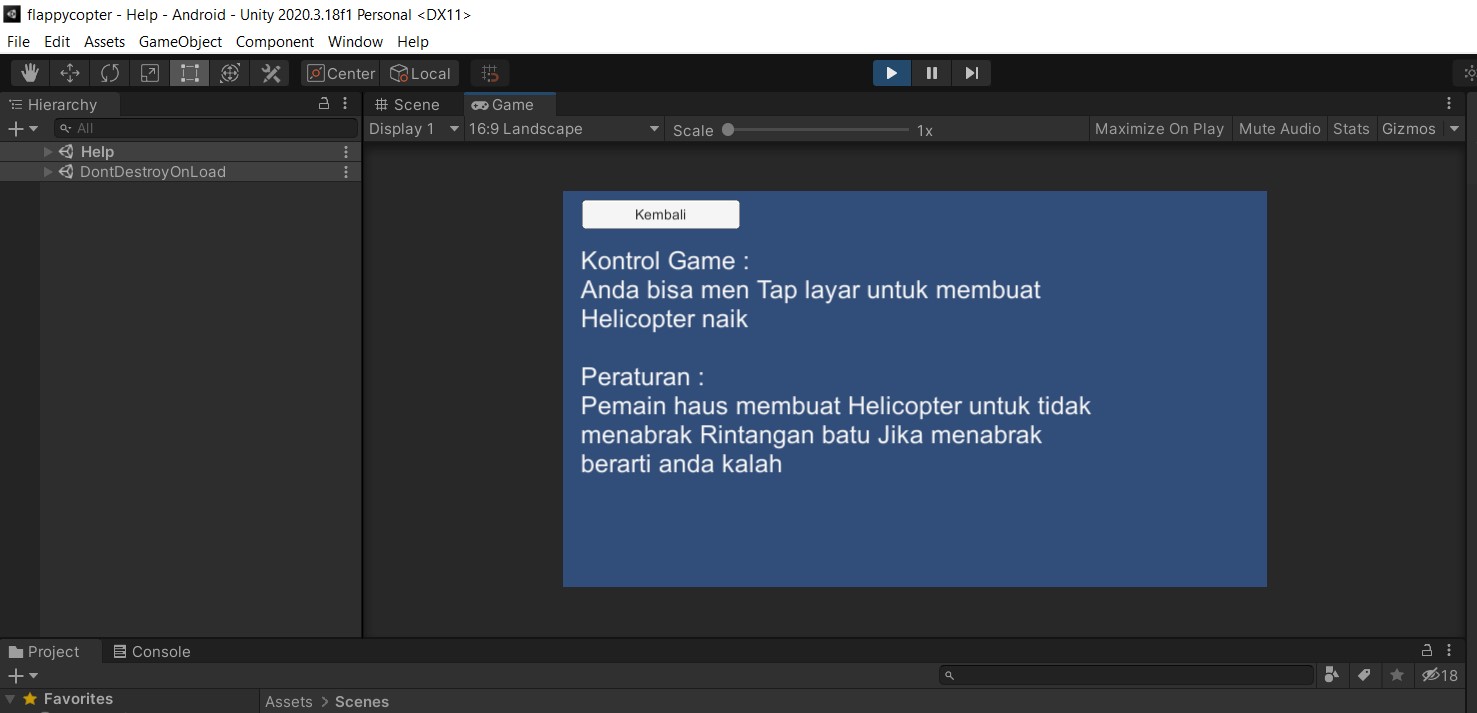 flappycopter - Help - Android - Unity 2020.3.18f1 Personal <DX11>
File Edit Assets GameObject Component Window Help
Center Local
Hierarchy
All
Help
DontDestroyOnLoad
Scene Game
Display 1 16:9 Landscape Scale 1x Maximize On Play Mute Audio Stats Gizmos
Kembali
Kontrol Game :
Anda bisa men Tap layar untuk membuat
Helicopter naik
Peraturan :
Pemain haus membuat Helicopter untuk tidak
menabrak Rintangan batu Jika menabrak
berarti anda kalah
Project Console
18
Favorites
Assets > Scenes